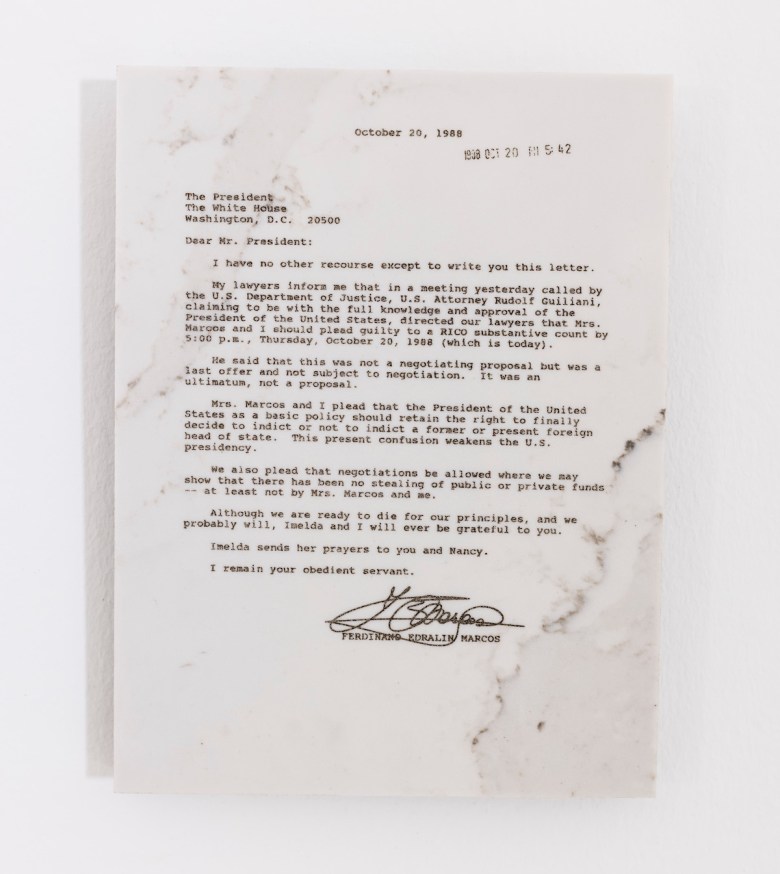 October 20, 1988
1988 OCT 20 PM 5: 42
The President
The White House
Washington, D.C. 20500
Dear Mr. President:
I have no other recourse except to write you this letter.
My lawyers inform me that in a meeting yesterday called by
the U.S. Department of Justice, U.S. Attorney Rudolf Guiliani,
claiming to be with the full knowledge and approval of the
President of the United States, directed our lawyers that Mrs.
Marcos and I should plead guilty to a RICO substantive count by
5:00 p.m., Thursday, October 20, 1988 (which is today).
He said that this was not a negotiating proposal but was a
last offer and not subject to negotiation. It was an
ultimatum, not a proposal.
Mrs. Marcos and I plead that the President of the United
States as a basic policy should retain the right to finally
decide to indict or not to indict a former or present foreign
head of state. This present confusion weakens the U.S.
presidency.
We also plead that negotiations be allowed where we may
show that there has been no stealing of public or private funds
-- at least not by Mrs. Marcos and me.
Although we are ready to die for our principles, and we
probably will, Imelda and I will ever be grateful to you.
Imelda sends her prayers to you and Nancy.
I remain your obedient servant.
FERDINAND EDRALIN MARCOS